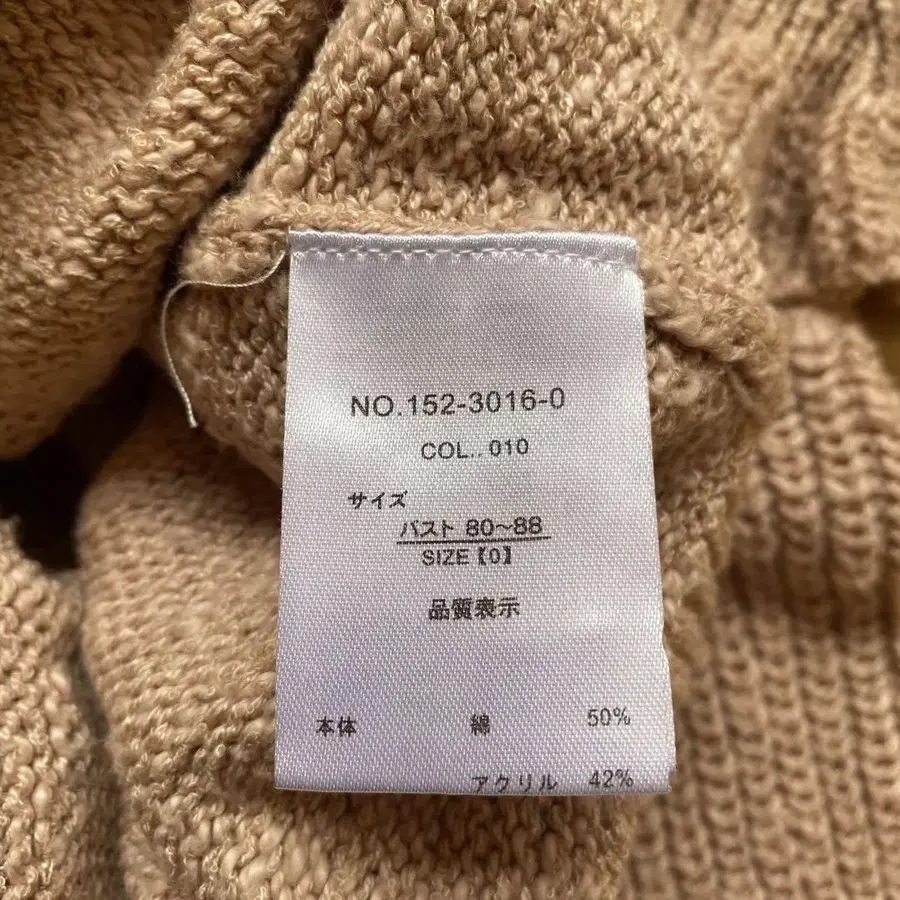 NO.152-3016-0
COL..010
サイズ
バスト 80～88
SIZE【0】
品質表示
本体 綿 50%
アクリル 42%